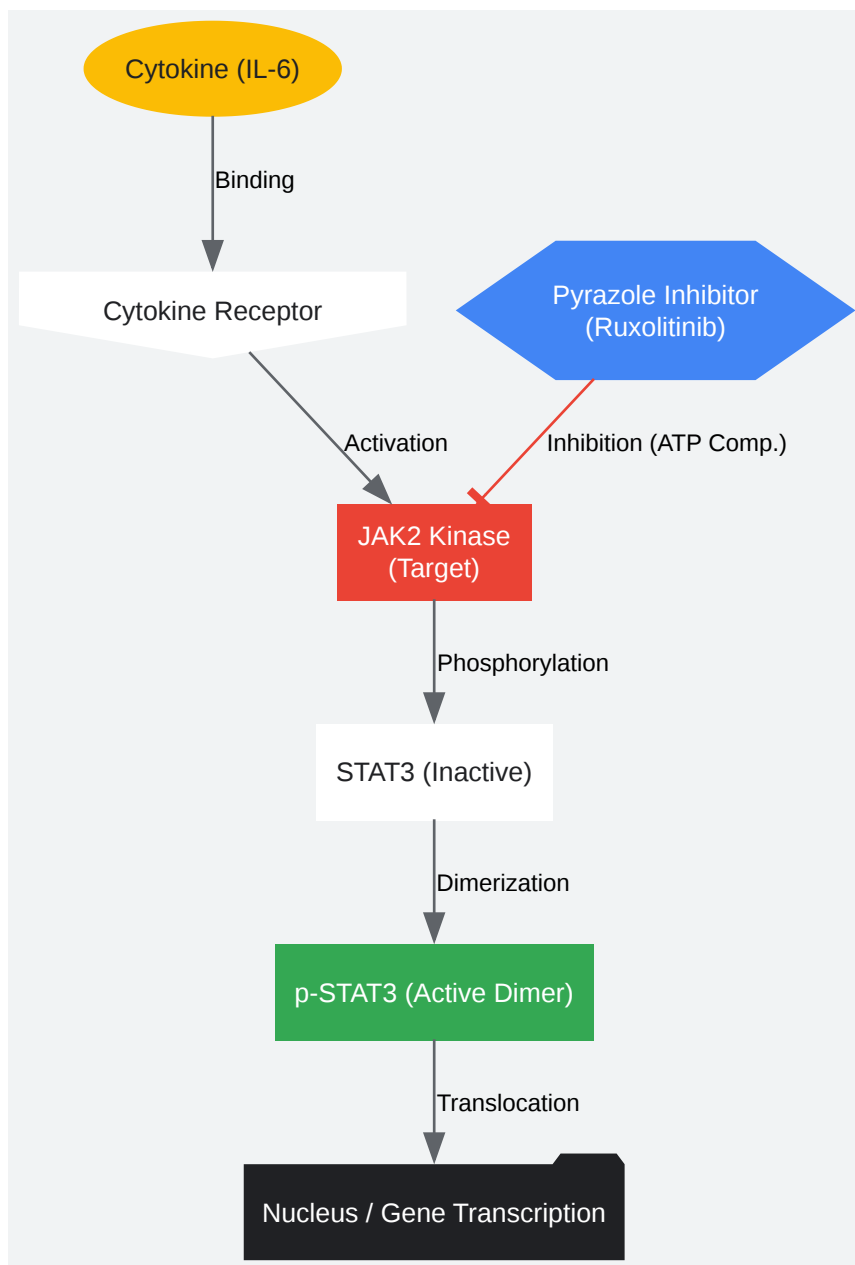 Cytokine (IL-6)
Binding
Cytokine Receptor
Pyrazole Inhibitor
(Ruxolitinib)
Activation
Inhibition (ATP Comp.)
JAK2 Kinase
(Target)
Phosphorylation
STAT3 (Inactive)
Dimerization
p-STAT3 (Active Dimer)
Translocation
Nucleus / Gene Transcription